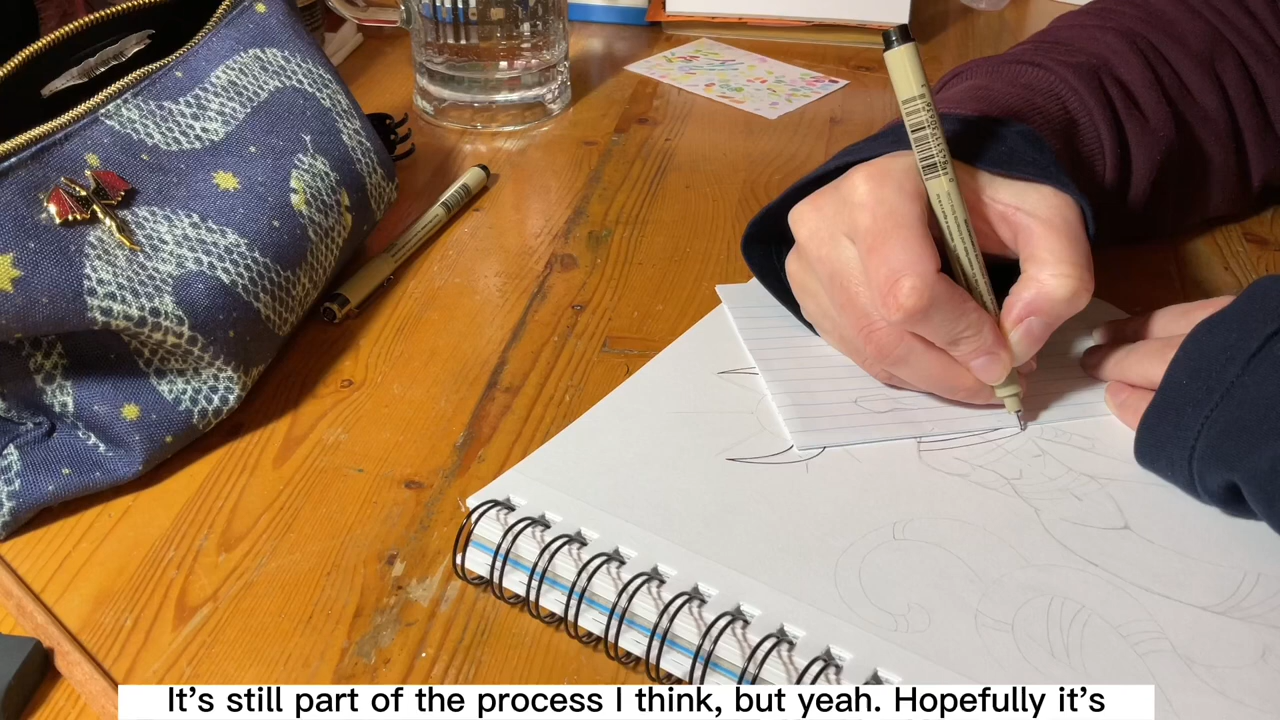 It's still part of the process I think, but yeah. Hopefully it's